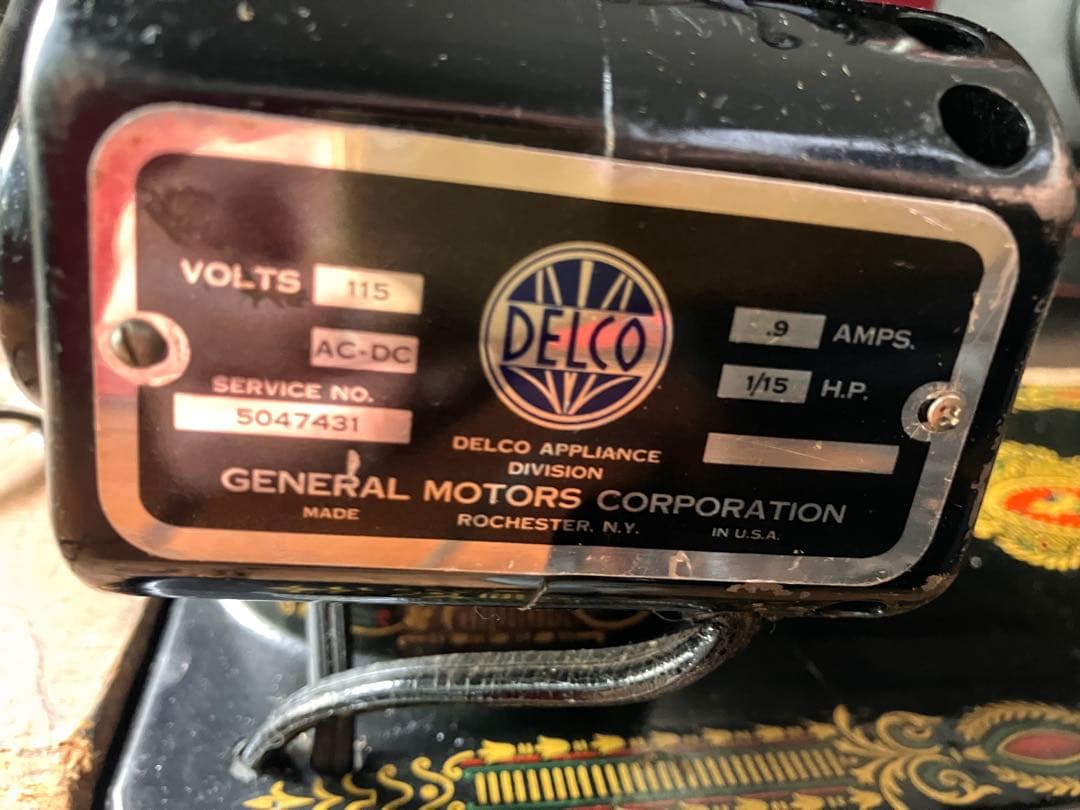 VOLTS 115
AC-DC
SERVICE NO.
5047431
DELCO
.9 AMPS.
1/15 H.P.
DELCO APPLIANCE
DIVISION
GENERAL MOTORS CORPORATION
MADE ROCHESTER, N.Y. IN U.S.A.